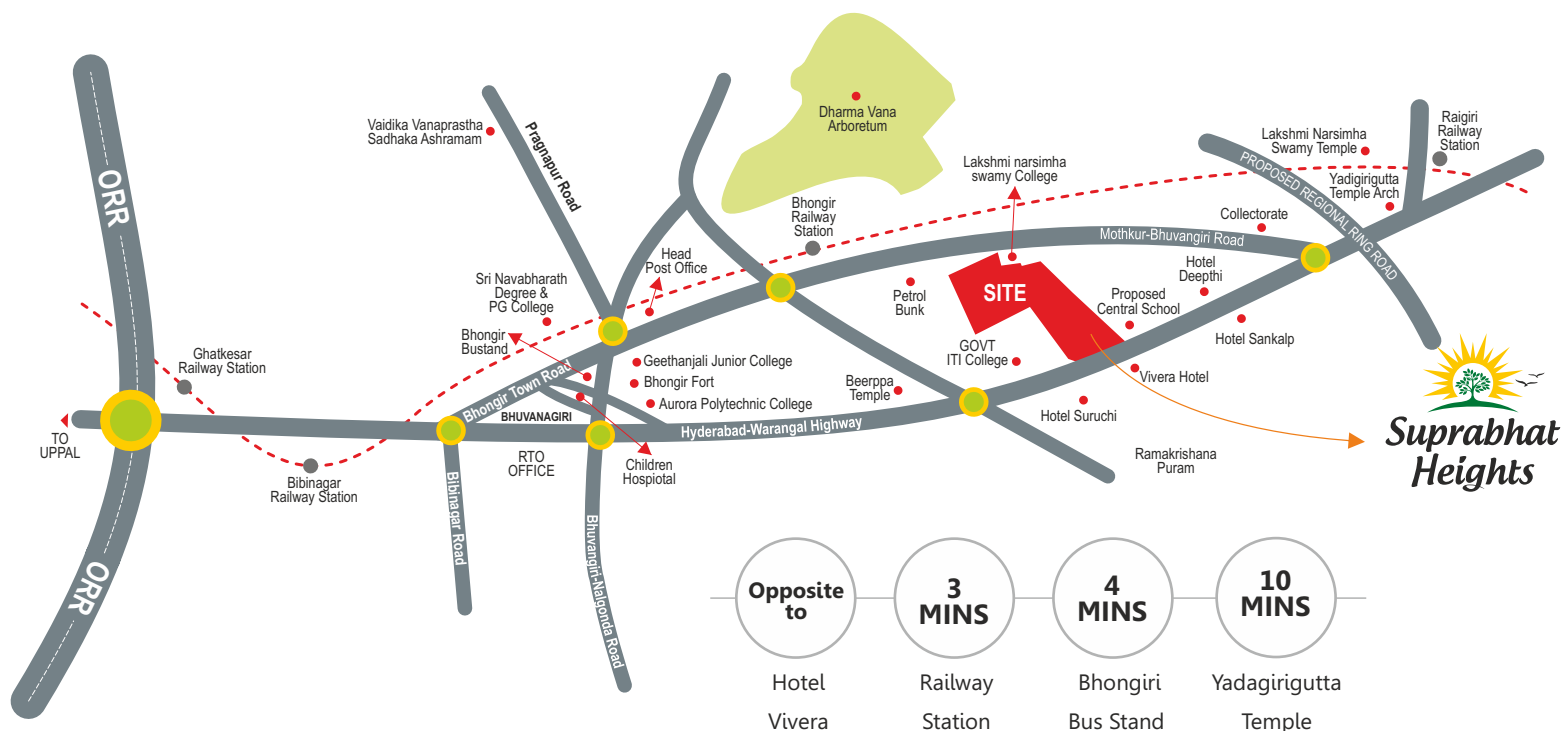 ORR
ORR
TO
UPPAL
Ghatkesar
Railway Station
Bibinagar
Railway Station
Vaidika Vanaprastha
Sadhaka Ashramam
Pragnapur Road
Sri Navabharath
Degree &
PG College
Bhongir
Bustand
Head
Post Office
Bhongir Town Road
BHUVANAGIRI
RTO
OFFICE
Bibinagar Road
Bhuvangiri-Nalgonda Road
Geethanjali Junior College
Bhongir Fort
Aurora Polytechnic College
Children
Hospiotal
Hyderabad-Warangal Highway
Dharma Vana
Arboretum
Bhongir
Railway
Station
Lakshmi narsimha
swamy College
Petrol
Bunk
SITE
GOVT
ITI College
Beerppa
Temple
Mothkur-Bhuvangiri Road
Collectorate
Hotel
Deepthi
Proposed
Central School
Hotel Sankalp
Vivera Hotel
Hotel Suruchi
Ramakrishana
Puram
PROPOSED REGIONAL RING ROAD
Lakshmi Narsimha
Swamy Temple
Yadigirigutta
Temple Arch
Raigiri
Railway
Station
Suprabhat
Heights
Opposite
to
Hotel
Vivera
3
MINS
Railway
Station
4
MINS
Bhongiri
Bus Stand
10
MINS
Yadagirigutta
Temple